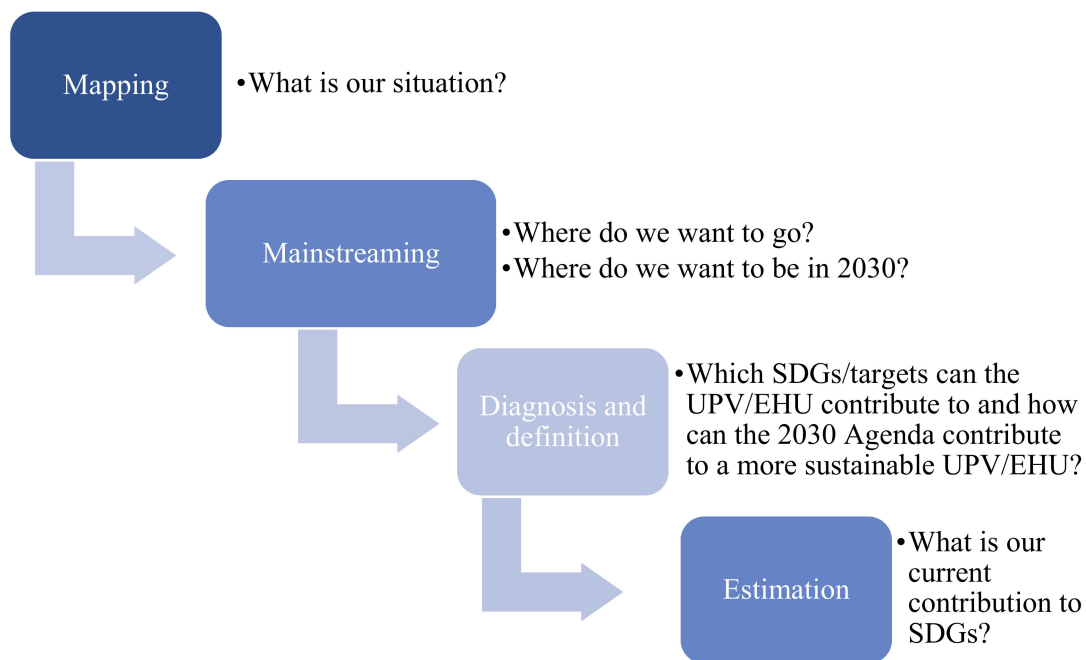 Mapping
•What is our situation?
Mainstreaming
•Where do we want to go?
•Where do we want to be in 2030?
Diagnosis and
definition
•Which SDGs/targets can the
UPV/EHU contribute to and how
can the 2030 Agenda contribute
to a more sustainable UPV/EHU?
Estimation
•What is our
current
contribution to
SDGs?